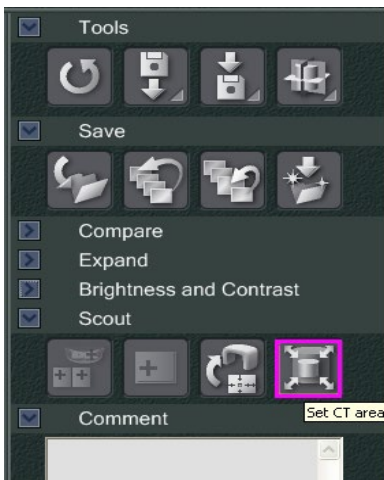 Tools
Save
Compare
Expand
Brightness and Contrast
Scout
Set CT area
Comment